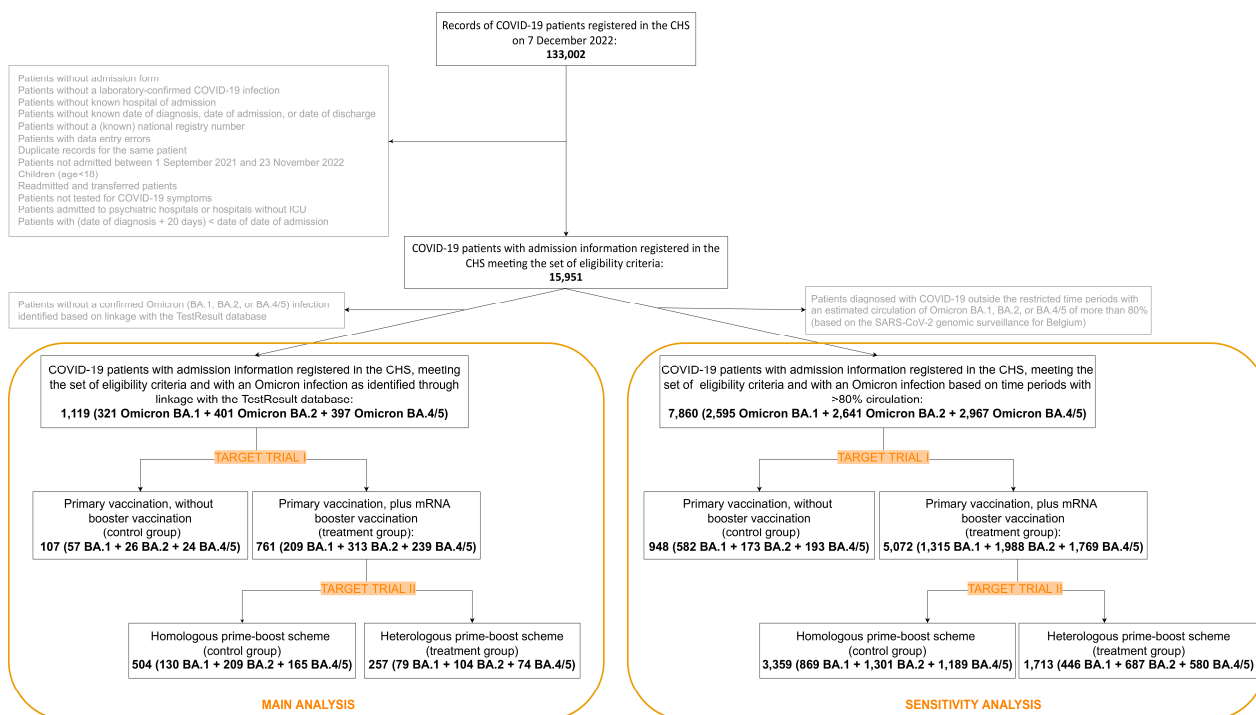 Records of COVID-19 patients registered in the CHS
on 7 December 2022:
133,002
Patients without admission form
Patients without a laboratory-confirmed COVID-19 infection
Patients without known hospital of admission
Patients without known date of diagnosis, date of admission, or date of discharge
Patients without a (known) national registry number
Patients with data entry errors
Duplicate records for the same patient
Patients not admitted between 1 September 2021 and 23 November 2022
Children (age<18)
Readmitted and transferred patients
Patients not tested for COVID-19 symptoms
Patients admitted to psychiatric hospitals or hospitals without ICU
Patients with (date of diagnosis + 20 days) < date of date of admission
COVID-19 patients with admission information registered in the
CHS meeting the set of eligibility criteria:
15,951
Patients without a confirmed Omicron (BA.1, BA.2, or BA.4/5) infection
identified based on linkage with the TestResult database
Patients diagnosed with COVID-19 outside the restricted time periods with
an estimated circulation of Omicron BA.1, BA.2, or BA.4/5 of more than 80%
(based on the SARS-CoV-2 genomic surveillance for Belgium)
COVID-19 patients with admission information registered in the CHS, meeting
the set of eligibility criteria and with an Omicron infection as identified through
linkage with the TestResult database:
1,119 (321 Omicron BA.1 + 401 Omicron BA.2 + 397 Omicron BA.4/5)
TARGET TRIAL I
Primary vaccination, without
booster vaccination
(control group)
107 (57 BA.1 + 26 BA.2 + 24 BA.4/5)
Primary vaccination, plus mRNA
booster vaccination
(treatment group):
761 (209 BA.1 + 313 BA.2 + 239 BA.4/5)
TARGET TRIAL II
Homologous prime-boost scheme
(control group)
504 (130 BA.1 + 209 BA.2 + 165 BA.4/5)
Heterologous prime-boost scheme
(treatment group)
257 (79 BA.1 + 104 BA.2 + 74 BA.4/5)
MAIN ANALYSIS
COVID-19 patients with admission information registered in the CHS, meeting the
set of eligibility criteria and with an Omicron infection based on time periods with
>80% circulation:
7,860 (2,595 Omicron BA.1 + 2,641 Omicron BA.2 + 2,967 Omicron BA.4/5)
TARGET TRIAL I
Primary vaccination, without
booster vaccination
(control group)
948 (582 BA.1 + 173 BA.2 + 193 BA.4/5)
Primary vaccination, plus mRNA
booster vaccination
(treatment group):
5,072 (1,315 BA.1 + 1,988 BA.2 + 1,769 BA.4/5)
TARGET TRIAL II
Homologous prime-boost scheme
(control group)
3,359 (869 BA.1 + 1,301 BA.2 + 1,189 BA.4/5)
Heterologous prime-boost scheme
(treatment group)
1,713 (446 BA.1 + 687 BA.2 + 580 BA.4/5)
SENSITIVITY ANALYSIS